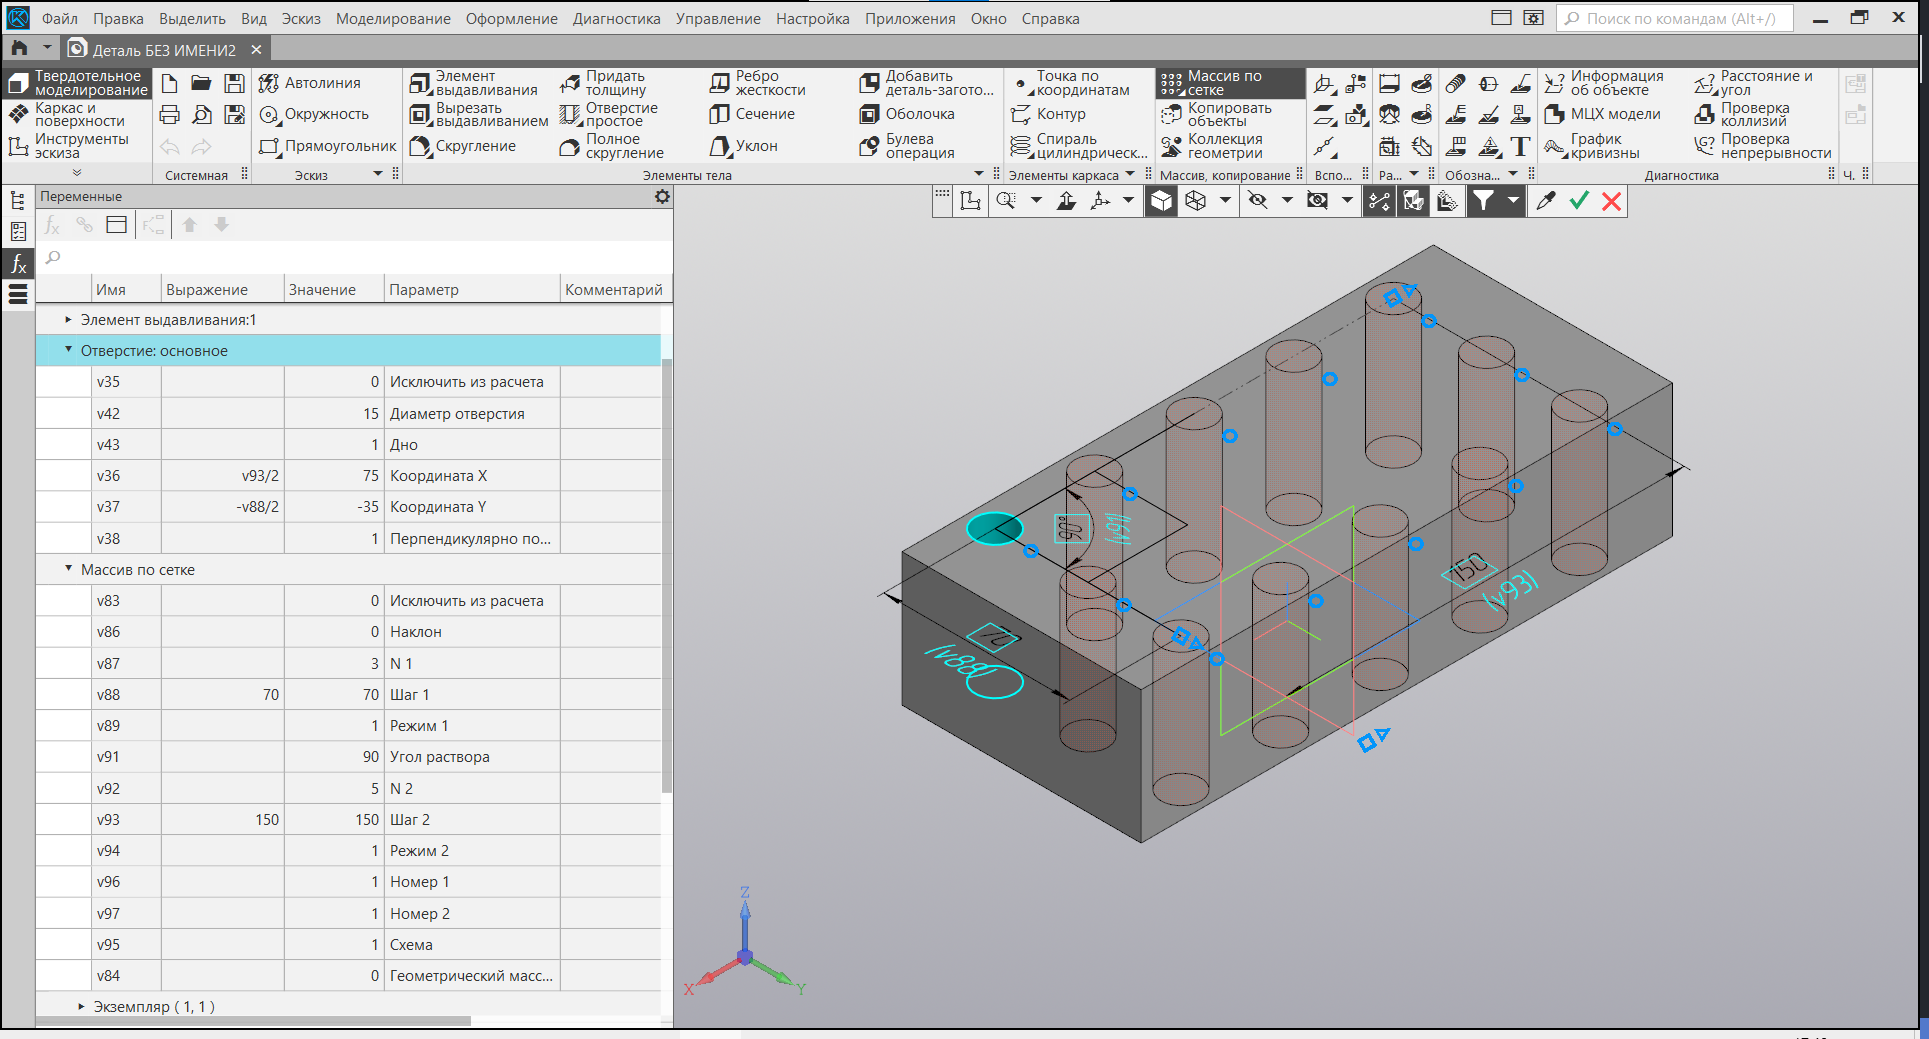 Файл Правка Выделить Вид Эскиз Моделирование Оформление Диагностика Управление Настройка Приложения Окно Справка Поиск по командам (Alt+/)
Деталь БЕЗ ИМЕНИ2
Твердотельное моделирование
Каркас и поверхности
Инструменты эскиза
Системная
Автолиния
Окружность
Прямоугольник
Эскиз
Элемент выдавливания
Вырезать выдавливанием
Скругление
Придать толщину
Отверстие простое
Полное скругление
Ребро жесткости
Сечение
Уклон
Добавить деталь-загото...
Оболочка
Булева операция
Элементы тела
Точка по координатам
Контур
Спираль цилиндрическ...
Элементы каркаса
Массив по сетке
Копировать объекты
Коллекция геометрии
Массив, копирование
Вспо...
Ра...
Обозна...
Информация об объекте
МЦХ модели
График кривизны
Расстояние и угол
Проверка коллизий
Проверка непрерывности
Диагностика
Ч.
Переменные
Имя Выражение Значение Параметр Комментарий
Элемент выдавливания:1
Отверстие: основное
v35 0 Исключить из расчета
v42 15 Диаметр отверстия
v43 1 Дно
v36 v93/2 75 Координата X
v37 -v88/2 -35 Координата Y
v38 1 Перпендикулярно по...
Массив по сетке
v83 0 Исключить из расчета
v86 0 Наклон
v87 3 N 1
v88 70 70 Шаг 1
v89 1 Режим 1
v91 90 Угол раствора
v92 5 N 2
v93 150 150 Шаг 2
v94 1 Режим 2
v96 1 Номер 1
v97 1 Номер 2
v95 1 Схема
v84 0 Геометрический масс...
Экземпляр ( 1, 1 )
90°
(v91)
150
(v93)
(v88)
Z
X
Y